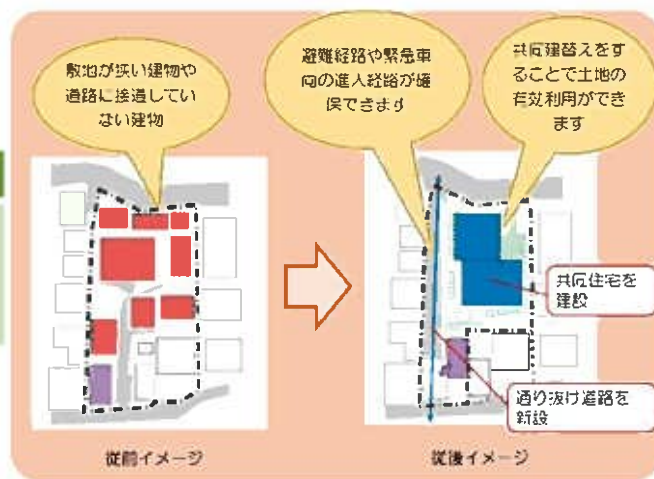 敷地が狭い建物や
道路に接道してい
ない建物
避難経路や緊急車
両の進入経路が確
保できます
共同建替えをす
ることで土地の
有効利用ができ
ます
共同住宅を
建設
通り抜け道路を
新設
従前イメージ
従後イメージ